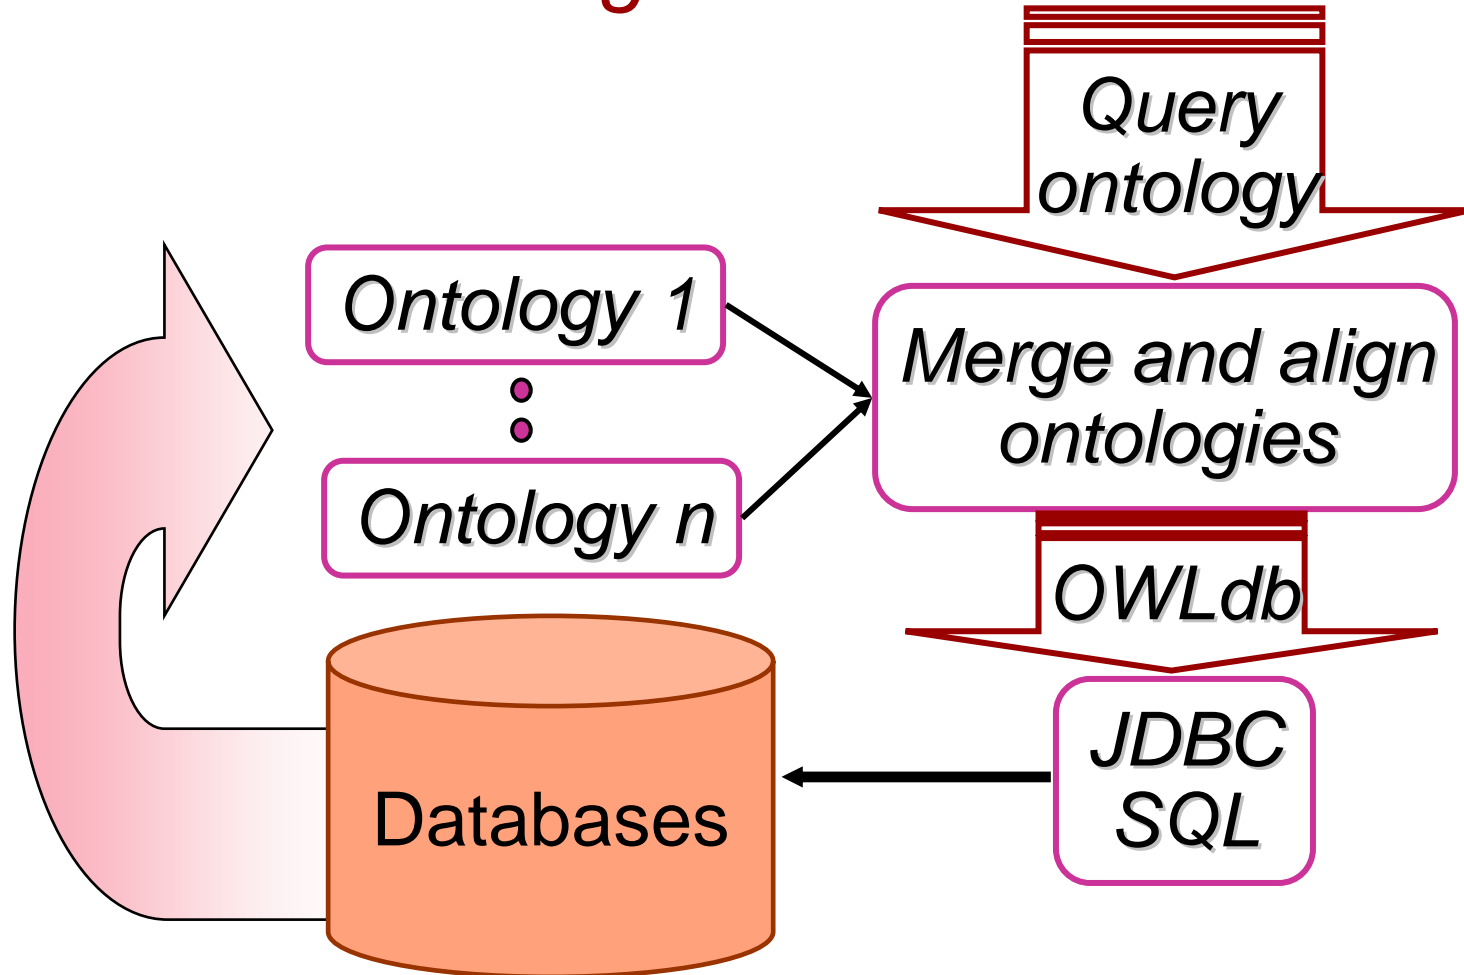 Query
ontology
Ontology 1
Merge and align
ontologies
Ontology n
OWLdb
JDBC
SQL
Databases